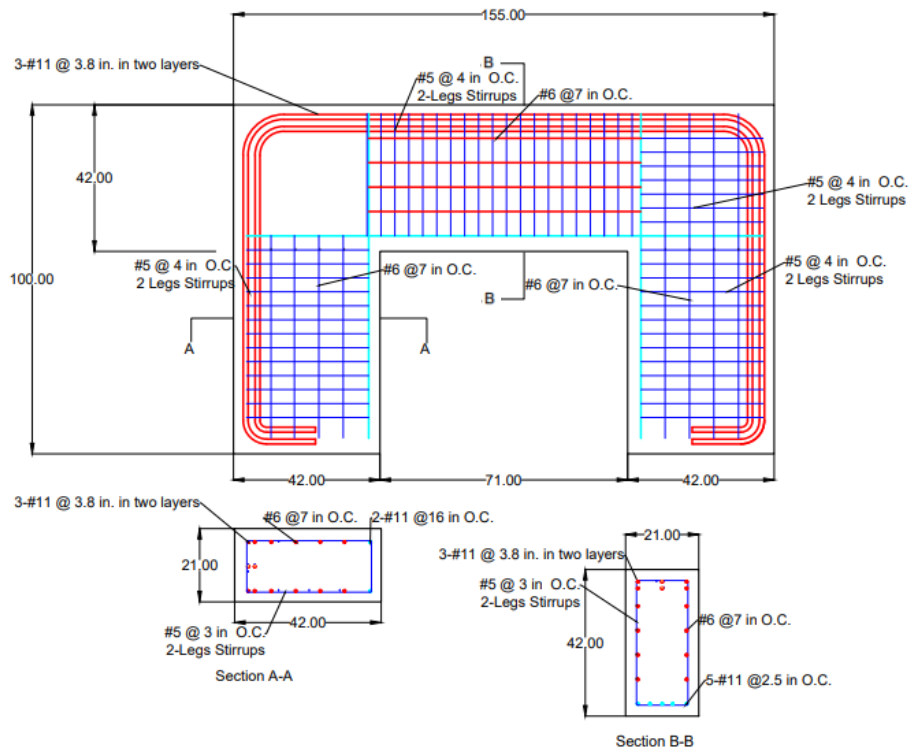 155.00
3-#11 @ 3.8 in. in two layers
B
#5 @ 4 in O.C.
2-Legs Stirrups
#6 @7 in O.C.
42.00
100.00
#5 @ 4 in O.C.
2 Legs Stirrups
#5 @ 4 in O.C.
2 Legs Stirrups
#6 @7 in O.C.
#5 @ 4 in O.C.
2 Legs Stirrups
#6 @7 in O.C.
B
A
A
42.00
71.00
42.00
3-#11 @ 3.8 in. in two layers
#6 @7 in O.C.
2-#11 @16 in O.C.
21.00
#5 @ 3 in O.C.
2-Legs Stirrups
42.00
Section A-A
21.00
3-#11 @ 3.8 in. in two layers
#5 @ 3 in O.C.
2-Legs Stirrups
42.00
#6 @7 in O.C.
5-#11 @2.5 in O.C.
Section B-B